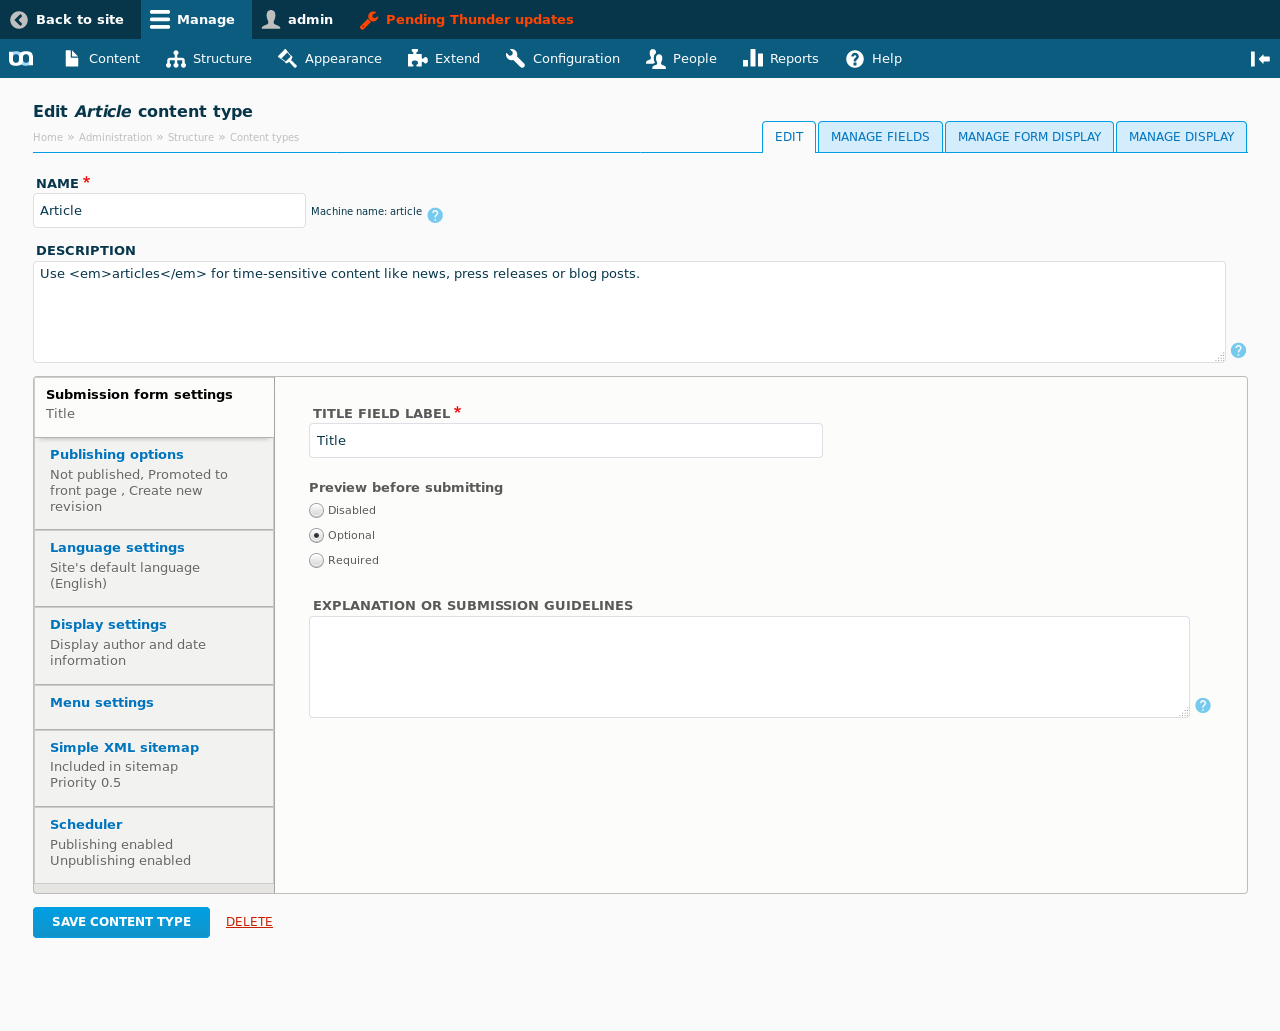 Back to site
Manage
admin
Pending Thunder updates
Content
Structure
Appearance
Extend
Configuration
People
Reports
Help
Edit Article content type
Home » Administration » Structure » Content types
EDIT
MANAGE FIELDS
MANAGE FORM DISPLAY
MANAGE DISPLAY
NAME *
Article
Machine name: article ?
DESCRIPTION
Use <em>articles</em> for time-sensitive content like news, press releases or blog posts.
?
Submission form settings
Title
Publishing options
Not published, Promoted to
front page , Create new
revision
Language settings
Site's default language
(English)
Display settings
Display author and date
information
Menu settings
Simple XML sitemap
Included in sitemap
Priority 0.5
Scheduler
Publishing enabled
Unpublishing enabled
TITLE FIELD LABEL *
Title
Preview before submitting
Disabled
Optional
Required
EXPLANATION OR SUBMISSION GUIDELINES
?
SAVE CONTENT TYPE
DELETE